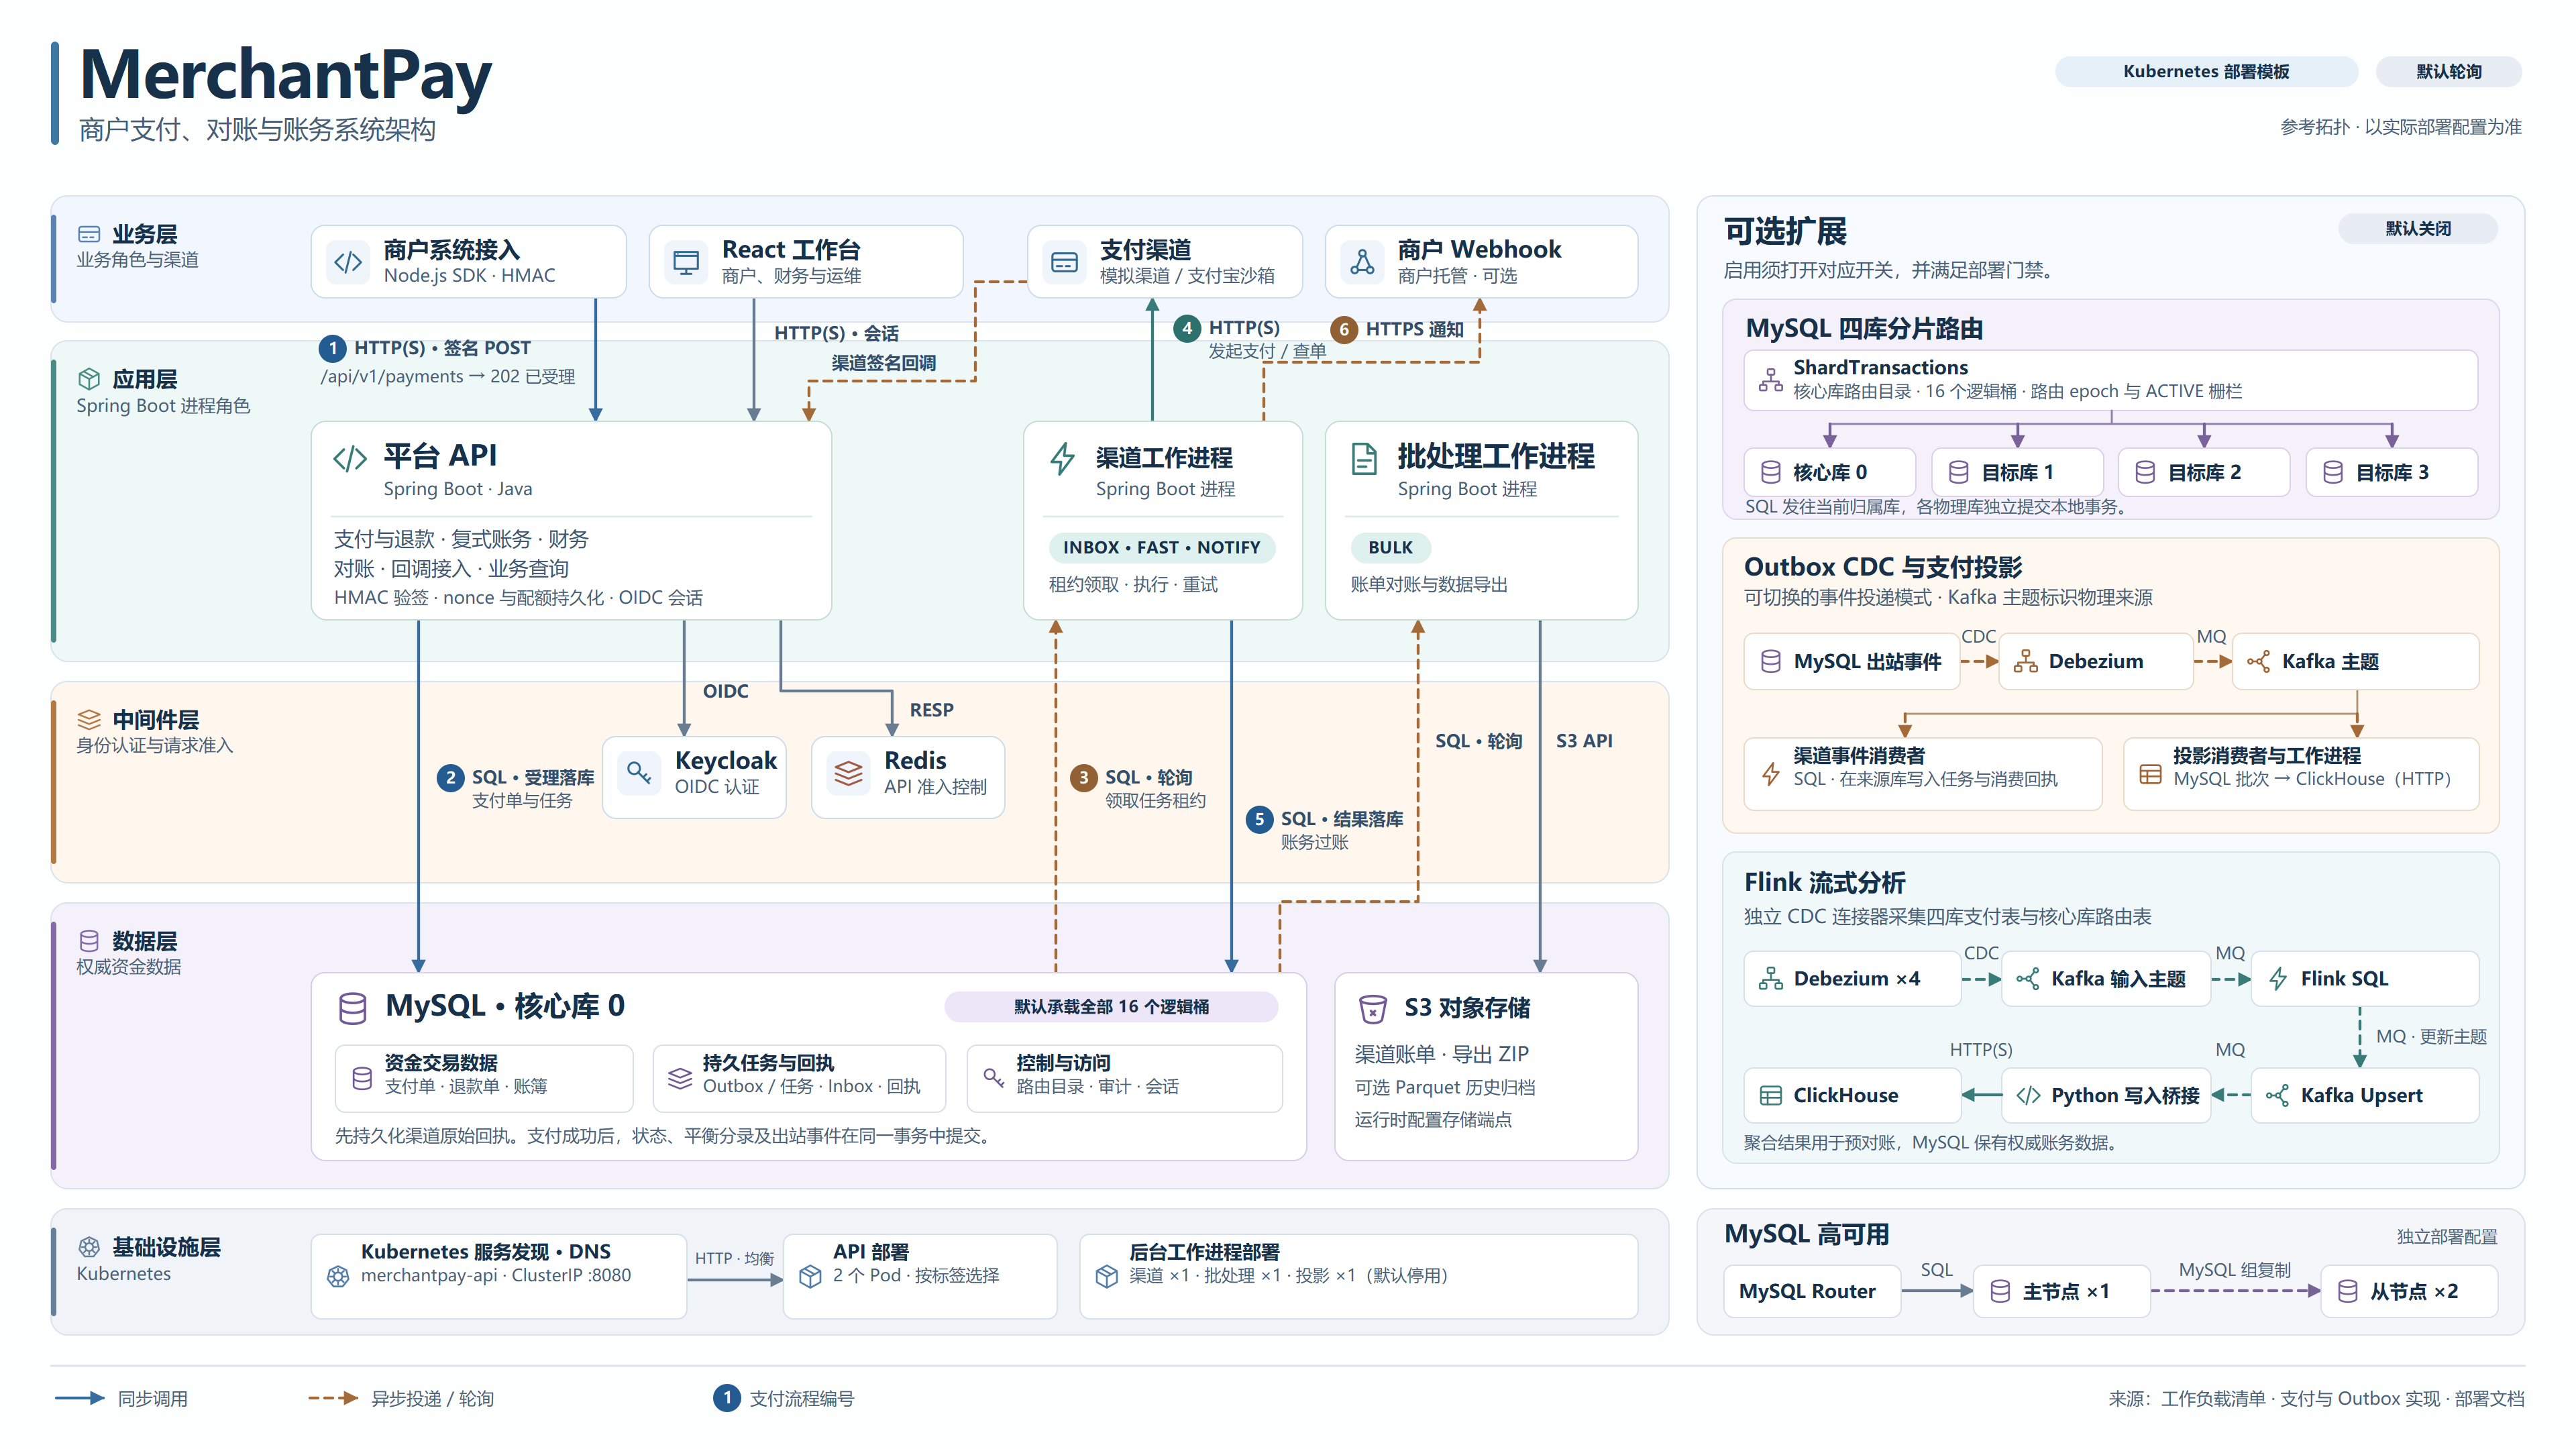 MerchantPay
商户支付、对账与账务系统架构
Kubernetes 部署模板
默认轮询
参考拓扑 · 以实际部署配置为准
业务层
业务角色与渠道
商户系统接入
Node.js SDK · HMAC
React 工作台
商户、财务与运维
支付渠道
模拟渠道 / 支付宝沙箱
商户 Webhook
商户托管 · 可选
1 HTTP(S) • 签名 POST
/api/v1/payments → 202 已受理
HTTP(S) • 会话
渠道签名回调
4 HTTP(S)
发起支付 / 查单
6 HTTPS 通知
应用层
Spring Boot 进程角色
平台 API
Spring Boot · Java
支付与退款 · 复式账务 · 财务
对账 · 回调接入 · 业务查询
HMAC 验签 · nonce 与配额持久化 · OIDC 会话
渠道工作进程
Spring Boot 进程
INBOX • FAST • NOTIFY
租约领取 · 执行 · 重试
批处理工作进程
Spring Boot 进程
BULK
账单对账与数据导出
中间件层
身份认证与请求准入
OIDC
RESP
2 SQL • 受理落库
支付单与任务
Keycloak
OIDC 认证
Redis
API 准入控制
3 SQL • 轮询
领取任务租约
5 SQL • 结果落库
账务过账
SQL • 轮询
S3 API
数据层
权威资金数据
MySQL • 核心库 0
默认承载全部 16 个逻辑桶
资金交易数据
支付单 · 退款单 · 账簿
持久任务与回执
Outbox / 任务 · Inbox · 回执
控制与访问
路由目录 · 审计 · 会话
先持久化渠道原始回执。支付成功后，状态、平衡分录及出站事件在同一事务中提交。
S3 对象存储
渠道账单 · 导出 ZIP
可选 Parquet 历史归档
运行时配置存储端点
基础设施层
Kubernetes
Kubernetes 服务发现 • DNS
merchantpay-api · ClusterIP :8080
HTTP · 均衡
API 部署
2 个 Pod · 按标签选择
后台工作进程部署
渠道 ×1 · 批处理 ×1 · 投影 ×1（默认停用）
可选扩展
默认关闭
启用须打开对应开关，并满足部署门禁。
MySQL 四库分片路由
ShardTransactions
核心库路由目录 · 16 个逻辑桶 · 路由 epoch 与 ACTIVE 栅栏
核心库 0
目标库 1
目标库 2
目标库 3
SQL 发往当前归属库，各物理库独立提交本地事务。
Outbox CDC 与支付投影
可切换的事件投递模式 · Kafka 主题标识物理来源
MySQL 出站事件
CDC
Debezium
MQ
Kafka 主题
渠道事件消费者
SQL · 在来源库写入任务与消费回执
投影消费者与工作进程
MySQL 批次 → ClickHouse（HTTP）
Flink 流式分析
独立 CDC 连接器采集四库支付表与核心库路由表
Debezium ×4
CDC
Kafka 输入主题
MQ
Flink SQL
MQ · 更新主题
HTTP(S)
MQ
ClickHouse
Python 写入桥接
Kafka Upsert
聚合结果用于预对账，MySQL 保有权威账务数据。
MySQL 高可用
独立部署配置
MySQL Router
SQL
主节点 ×1
MySQL 组复制
从节点 ×2
同步调用
异步投递 / 轮询
1 支付流程编号
来源：工作负载清单 · 支付与 Outbox 实现 · 部署文档